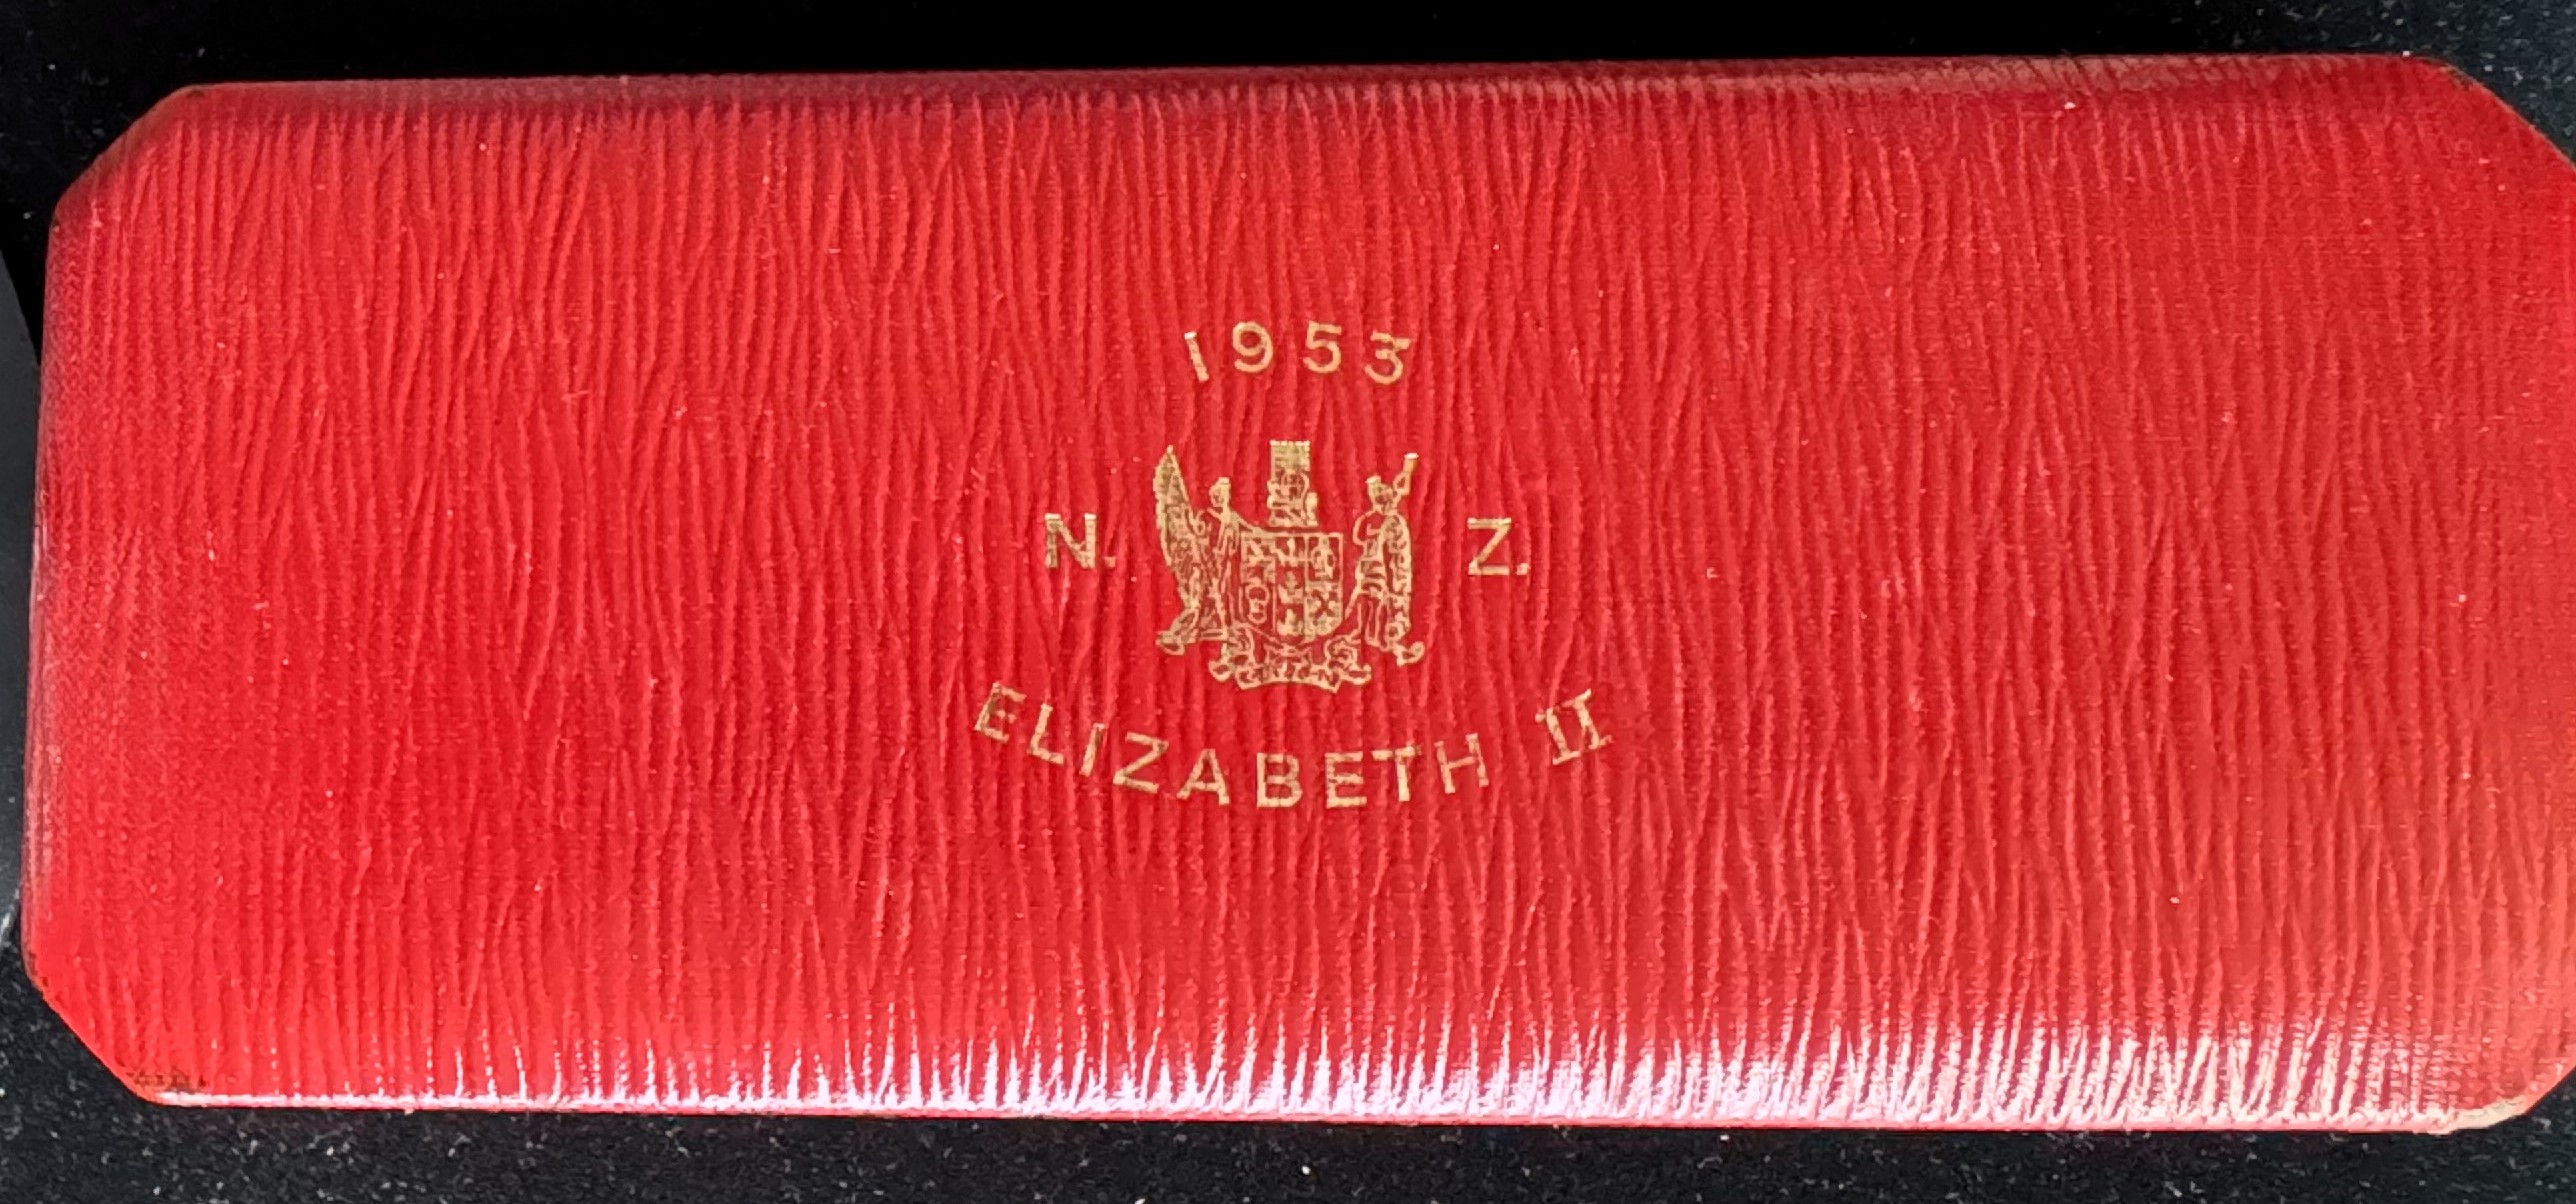 1953
N. Z.
ELIZABETH II